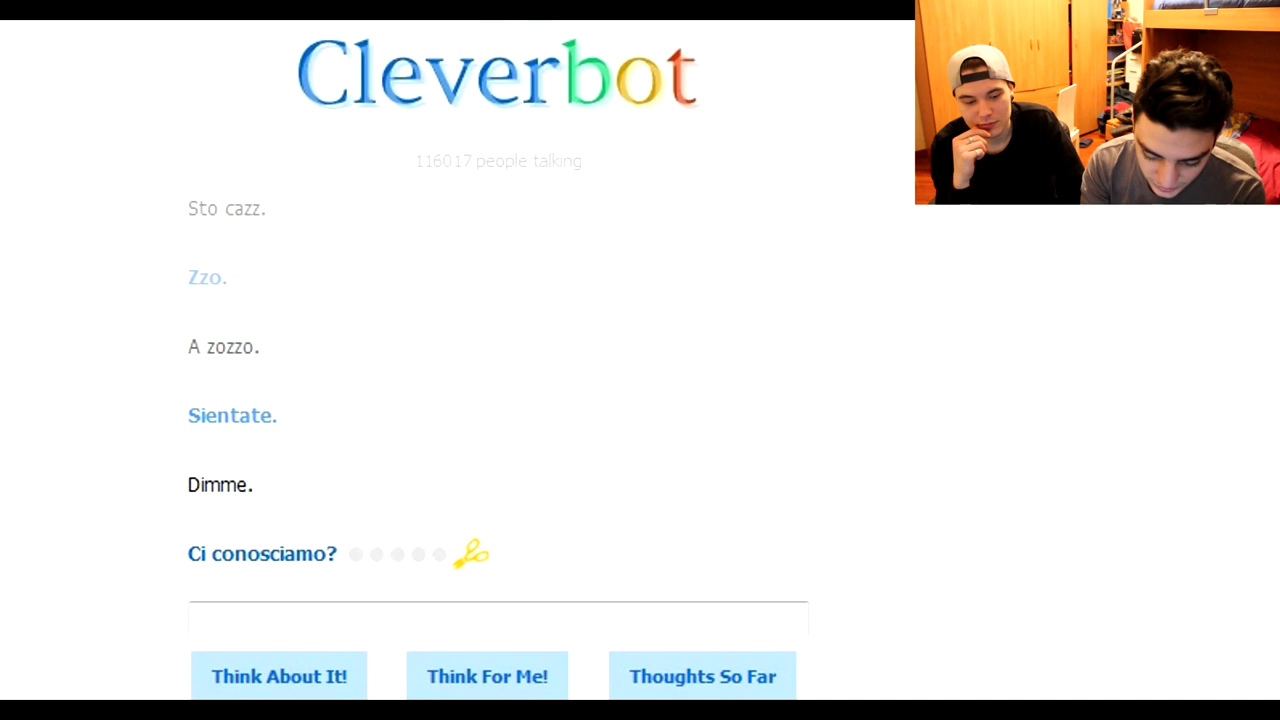 Cleverbot
116017 people talking
Sto cazz.
Zzo.
A zozzo.
Sientate.
Dimme.
Ci conosciamo?
Think About It! Think For Me! Thoughts So Far